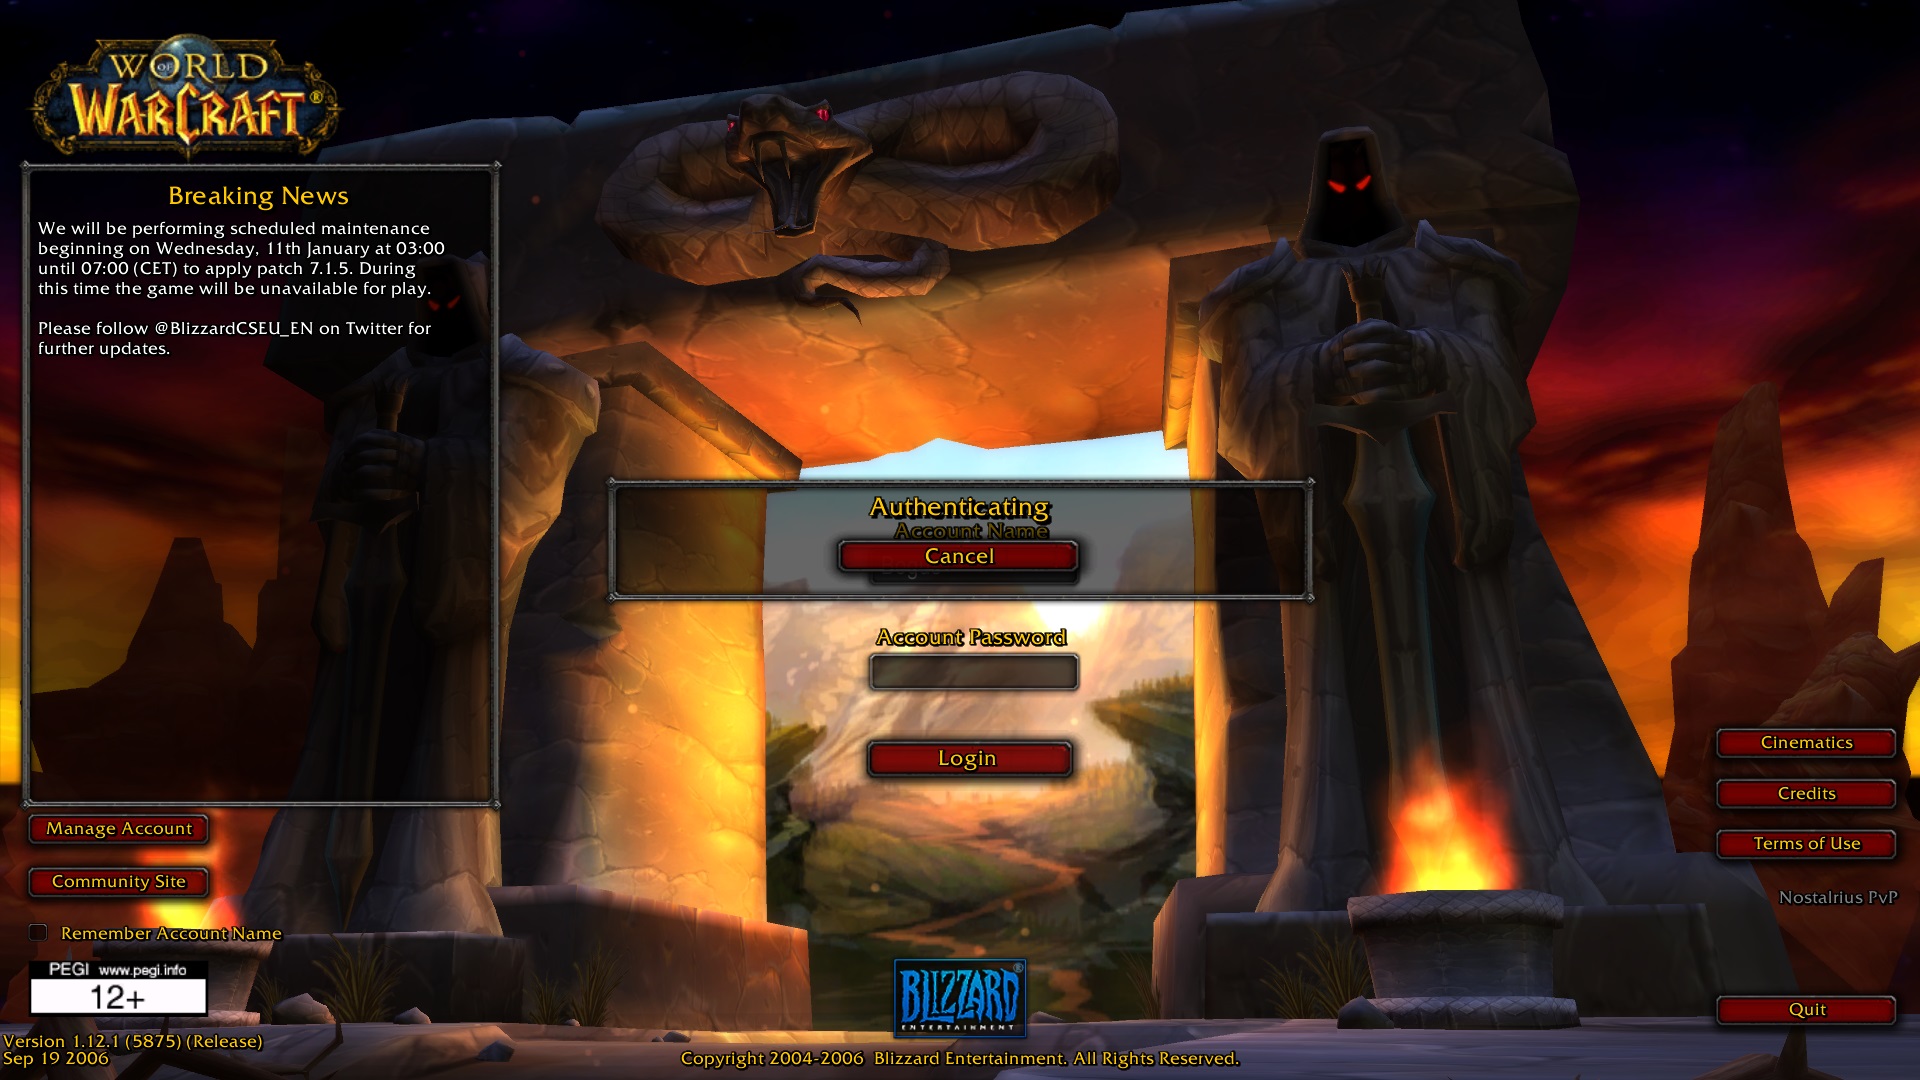 WORLD
OF
WARCRAFT®
Breaking News
We will be performing scheduled maintenance
beginning on Wednesday, 11th January at 03:00
until 07:00 (CET) to apply patch 7.1.5. During
this time the game will be unavailable for play.
Please follow @BlizzardCSEU_EN on Twitter for
further updates.
Authenticating
Account Name
Cancel
Account Password
Login
Manage Account
Community Site
Remember Account Name
PEGI www.pegi.info
12+
Version 1.12.1 (5875) (Release)
Sep 19 2006
Cinematics
Credits
Terms of Use
Nostalrius PvP
Quit
BLIZZARD®
ENTERTAINMENT
Copyright 2004-2006 Blizzard Entertainment. All Rights Reserved.